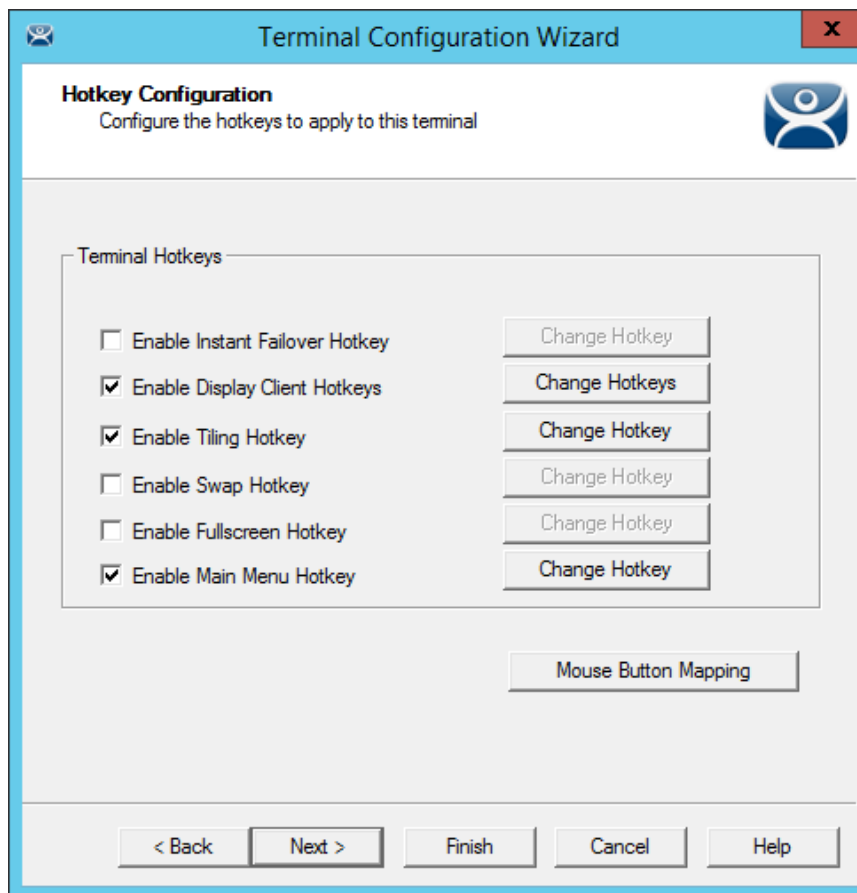 Terminal Configuration Wizard
x
Hotkey Configuration
Configure the hotkeys to apply to this terminal
Terminal Hotkeys
Enable Instant Failover Hotkey Change Hotkey
Enable Display Client Hotkeys Change Hotkeys
Enable Tiling Hotkey Change Hotkey
Enable Swap Hotkey Change Hotkey
Enable Fullscreen Hotkey Change Hotkey
Enable Main Menu Hotkey Change Hotkey
Mouse Button Mapping
< Back Next > Finish Cancel Help